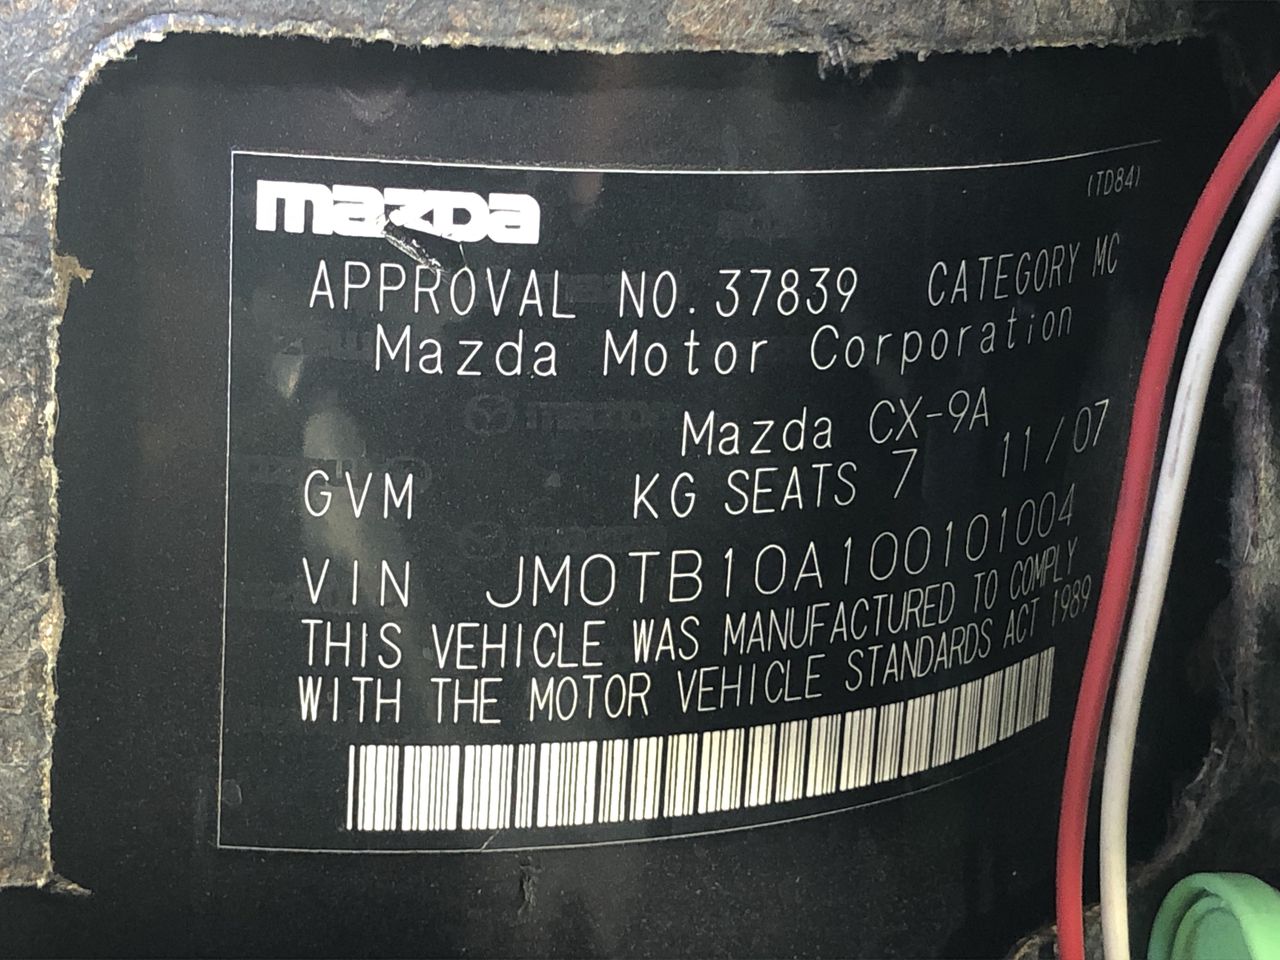 mazda
(TD84)
APPROVAL NO. 37839 CATEGORY MC
Mazda Motor Corporation
Mazda CX-9A
11/07
GVM KG SEATS 7
VIN JM0TB10A100101004
THIS VEHICLE WAS MANUFACTURED TO COMPLY
WITH THE MOTOR VEHICLE STANDARDS ACT 1989